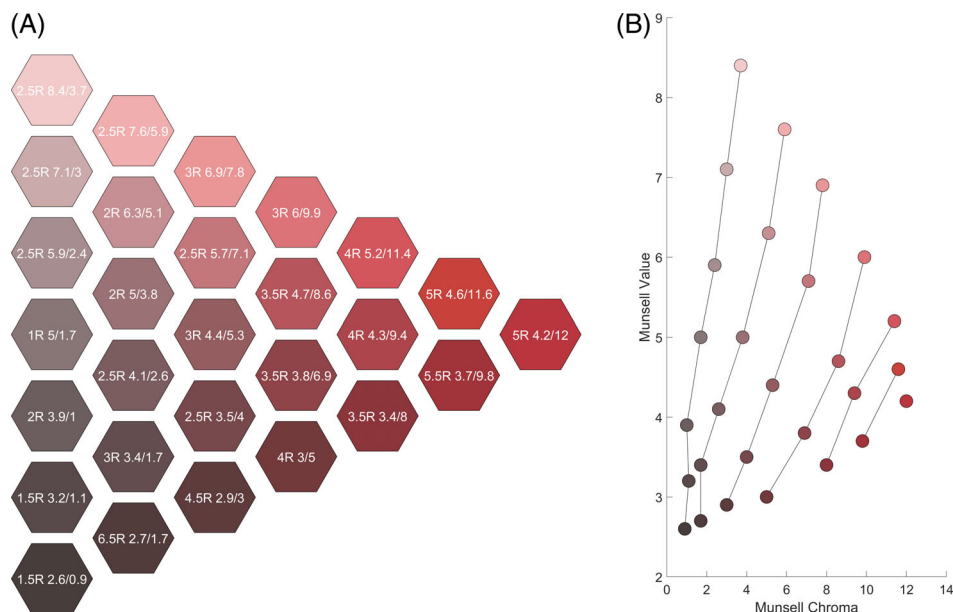 (A)
2.5R 8.4/3.7
2.5R 7.6/5.9
2.5R 7.1/3
3R 6.9/7.8
2R 6.3/5.1
3R 6/9.9
2.5R 5.9/2.4
2.5R 5.7/7.1
4R 5.2/11.4
2R 5/3.8
3.5R 4.7/8.6
5R 4.6/11.6
1R 5/1.7
3R 4.4/5.3
4R 4.3/9.4
5R 4.2/12
2.5R 4.1/2.6
3.5R 3.8/6.9
5.5R 3.7/9.8
2R 3.9/1
2.5R 3.5/4
3.5R 3.4/8
3R 3.4/1.7
4R 3/5
1.5R 3.2/1.1
4.5R 2.9/3
6.5R 2.7/1.7
1.5R 2.6/0.9
(B)
9
8
7
6
5
4
3
2
Munsell Value
0
2
4
6
8
10
12
14
Munsell Chroma